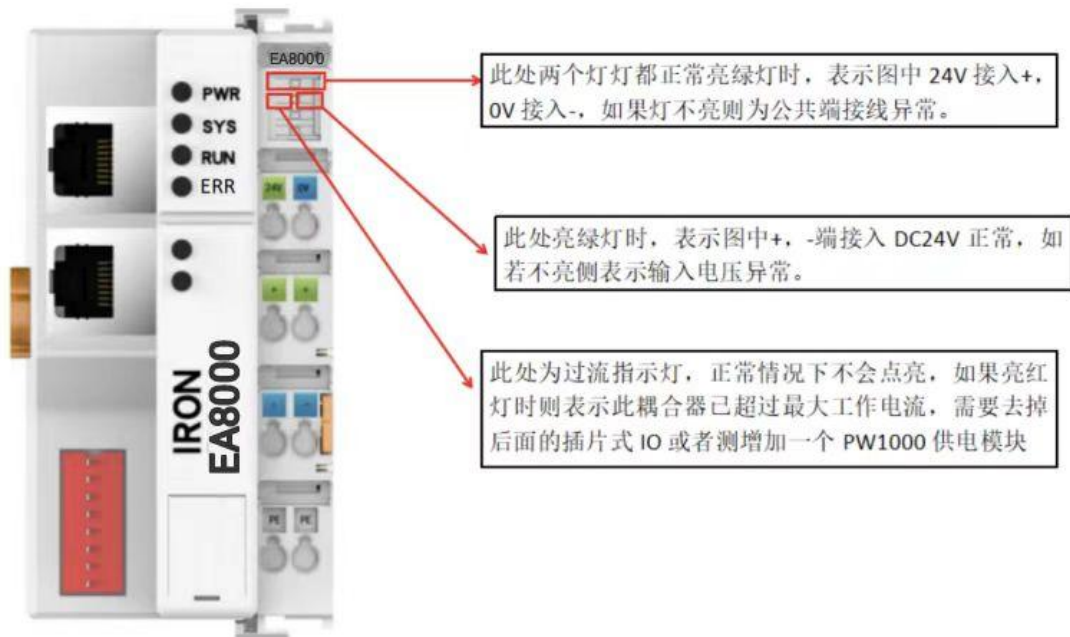 EA8000
PWR
SYS
RUN
ERR
24V 0V
+ +
- -
PE PE
IRON
EA8000
此处两个灯灯都正常亮绿灯时，表示图中 24V 接入+，
0V 接入-，如果灯不亮则为公共端接线异常。
此处亮绿灯时，表示图中+，-端接入 DC24V 正常，如
若不亮侧表示输入电压异常。
此处为过流指示灯，正常情况下不会点亮，如果亮红
灯时则表示此耦合器已超过最大工作电流，需要去掉
后面的插片式 IO 或者测增加一个 PW1000 供电模块